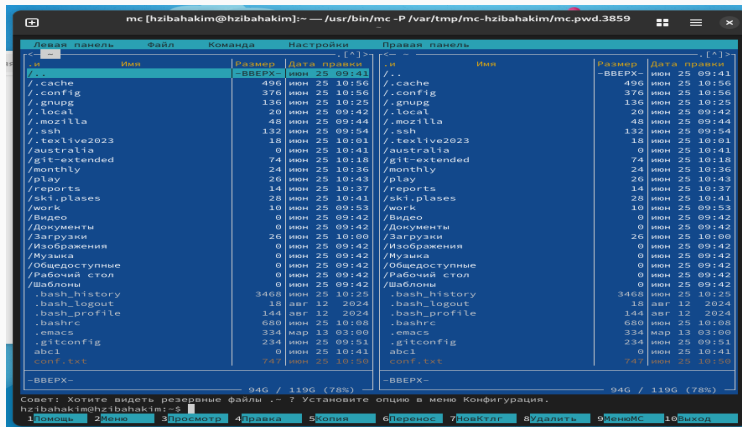 mc [hzibahakim@hzibahakim]:~ — /usr/bin/mc -P /var/tmp/mc-hzibahakim/mc.pwd.3859
Левая панель Файл Команда Настройки Правая панель
<- ~ .[^]> <- ~ .[^]>
.и Имя Размер Дата правки .и Имя Размер Дата правки
/.. -ВВЕРХ- июн 25 09:41 /.. -ВВЕРХ- июн 25 09:41
/.cache 496 июн 25 10:56 /.cache 496 июн 25 10:56
/.config 376 июн 25 10:56 /.config 376 июн 25 10:56
/.gnupg 136 июн 25 10:25 /.gnupg 136 июн 25 10:25
/.local 20 июн 25 09:42 /.local 20 июн 25 09:42
/.mozilla 48 июн 25 09:44 /.mozilla 48 июн 25 09:44
/.ssh 132 июн 25 09:54 /.ssh 132 июн 25 09:54
/.texlive2023 18 июн 25 10:01 /.texlive2023 18 июн 25 10:01
/australia 0 июн 25 10:41 /australia 0 июн 25 10:41
/git-extended 74 июн 25 10:18 /git-extended 74 июн 25 10:18
/monthly 24 июн 25 10:36 /monthly 24 июн 25 10:36
/play 26 июн 25 10:43 /play 26 июн 25 10:43
/reports 14 июн 25 10:37 /reports 14 июн 25 10:37
/ski.plases 28 июн 25 10:41 /ski.plases 28 июн 25 10:41
/work 10 июн 25 09:53 /work 10 июн 25 09:53
/Видео 0 июн 25 09:42 /Видео 0 июн 25 09:42
/Документы 0 июн 25 09:42 /Документы 0 июн 25 09:42
/Загрузки 26 июн 25 10:00 /Загрузки 26 июн 25 10:00
/Изображения 0 июн 25 09:42 /Изображения 0 июн 25 09:42
/Музыка 0 июн 25 09:42 /Музыка 0 июн 25 09:42
/Общедоступные 0 июн 25 09:42 /Общедоступные 0 июн 25 09:42
/Рабочий стол 0 июн 25 09:42 /Рабочий стол 0 июн 25 09:42
/Шаблоны 0 июн 25 09:42 /Шаблоны 0 июн 25 09:42
.bash_history 3468 июн 25 10:25 .bash_history 3468 июн 25 10:25
.bash_logout 18 авг 12 2024 .bash_logout 18 авг 12 2024
.bash_profile 144 авг 12 2024 .bash_profile 144 авг 12 2024
.bashrc 680 июн 25 10:08 .bashrc 680 июн 25 10:08
.emacs 334 мар 13 03:00 .emacs 334 мар 13 03:00
.gitconfig 234 июн 25 09:51 .gitconfig 234 июн 25 09:51
abc1 0 июн 25 10:41 abc1 0 июн 25 10:41
conf.txt 747 июн 25 10:50 conf.txt 747 июн 25 10:50
-ВВЕРХ- -ВВЕРХ-
94G / 119G (78%) 94G / 119G (78%)
Совет: Хотите видеть резервные файлы .~ ? Установите опцию в меню Конфигурация.
hzibahakim@hzibahakim:~$
1Помощь 2Меню 3Просмотр 4Правка 5Копия 6Перенос 7НовКтлг 8Удалить 9МенюMC 10Выход